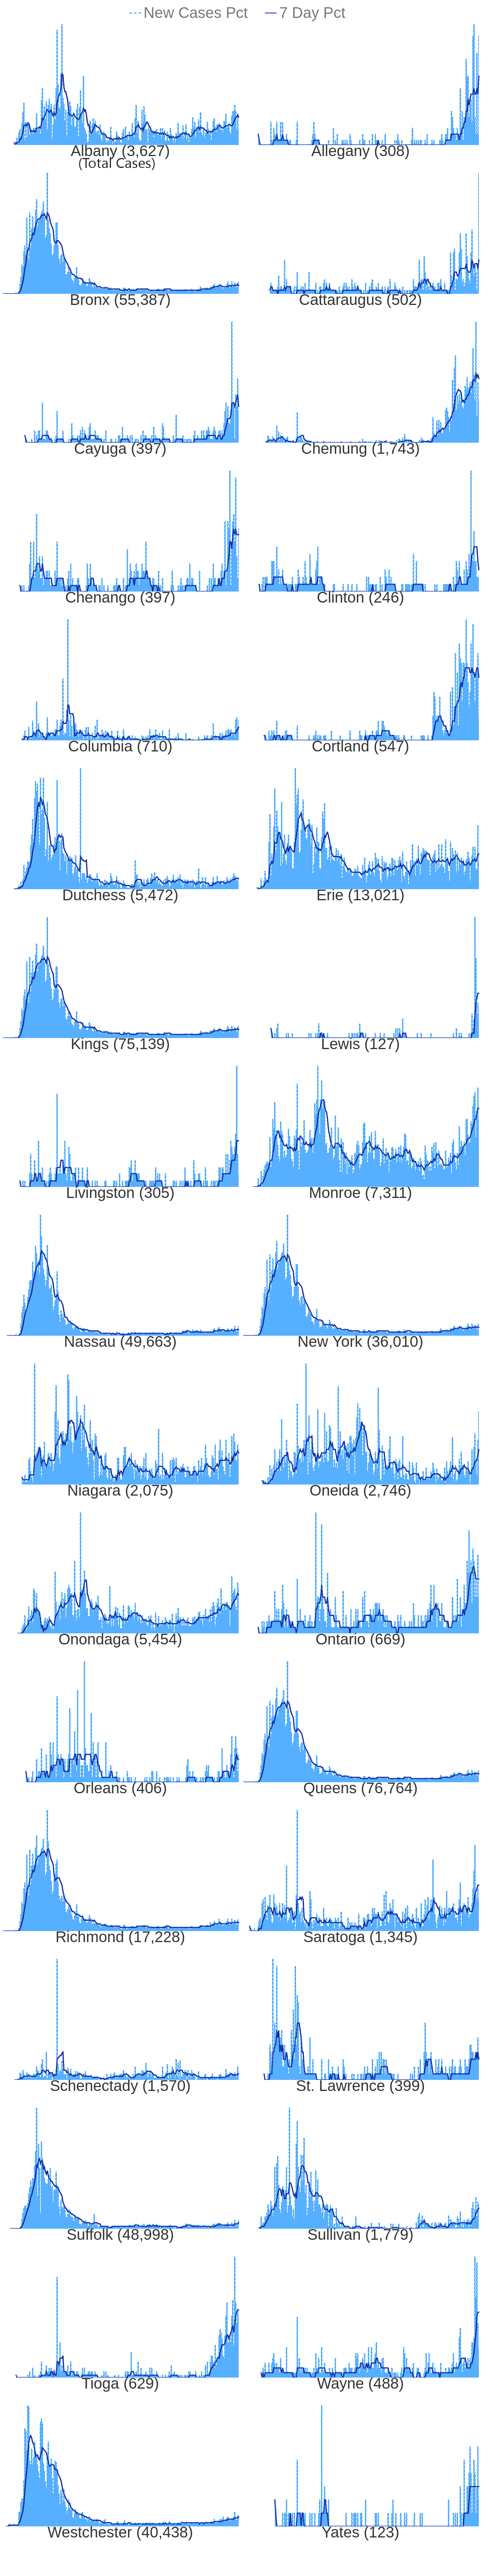 New Cases Pct 7 Day Pct
Albany (3,627) Allegany (308)
(Total Cases)
Bronx (55,387) Cattaraugus (502)
Cayuga (397) Chemung (1,743)
Chenango (397) Clinton (246)
Columbia (710) Cortland (547)
Dutchess (5,472) Erie (13,021)
Kings (75,139) Lewis (127)
Livingston (305) Monroe (7,311)
Nassau (49,663) New York (36,010)
Niagara (2,075) Oneida (2,746)
Onondaga (5,454) Ontario (669)
Orleans (406) Queens (76,764)
Richmond (17,228) Saratoga (1,345)
Schenectady (1,570) St. Lawrence (399)
Suffolk (48,998) Sullivan (1,779)
Tioga (629) Wayne (488)
Westchester (40,438) Yates (123)